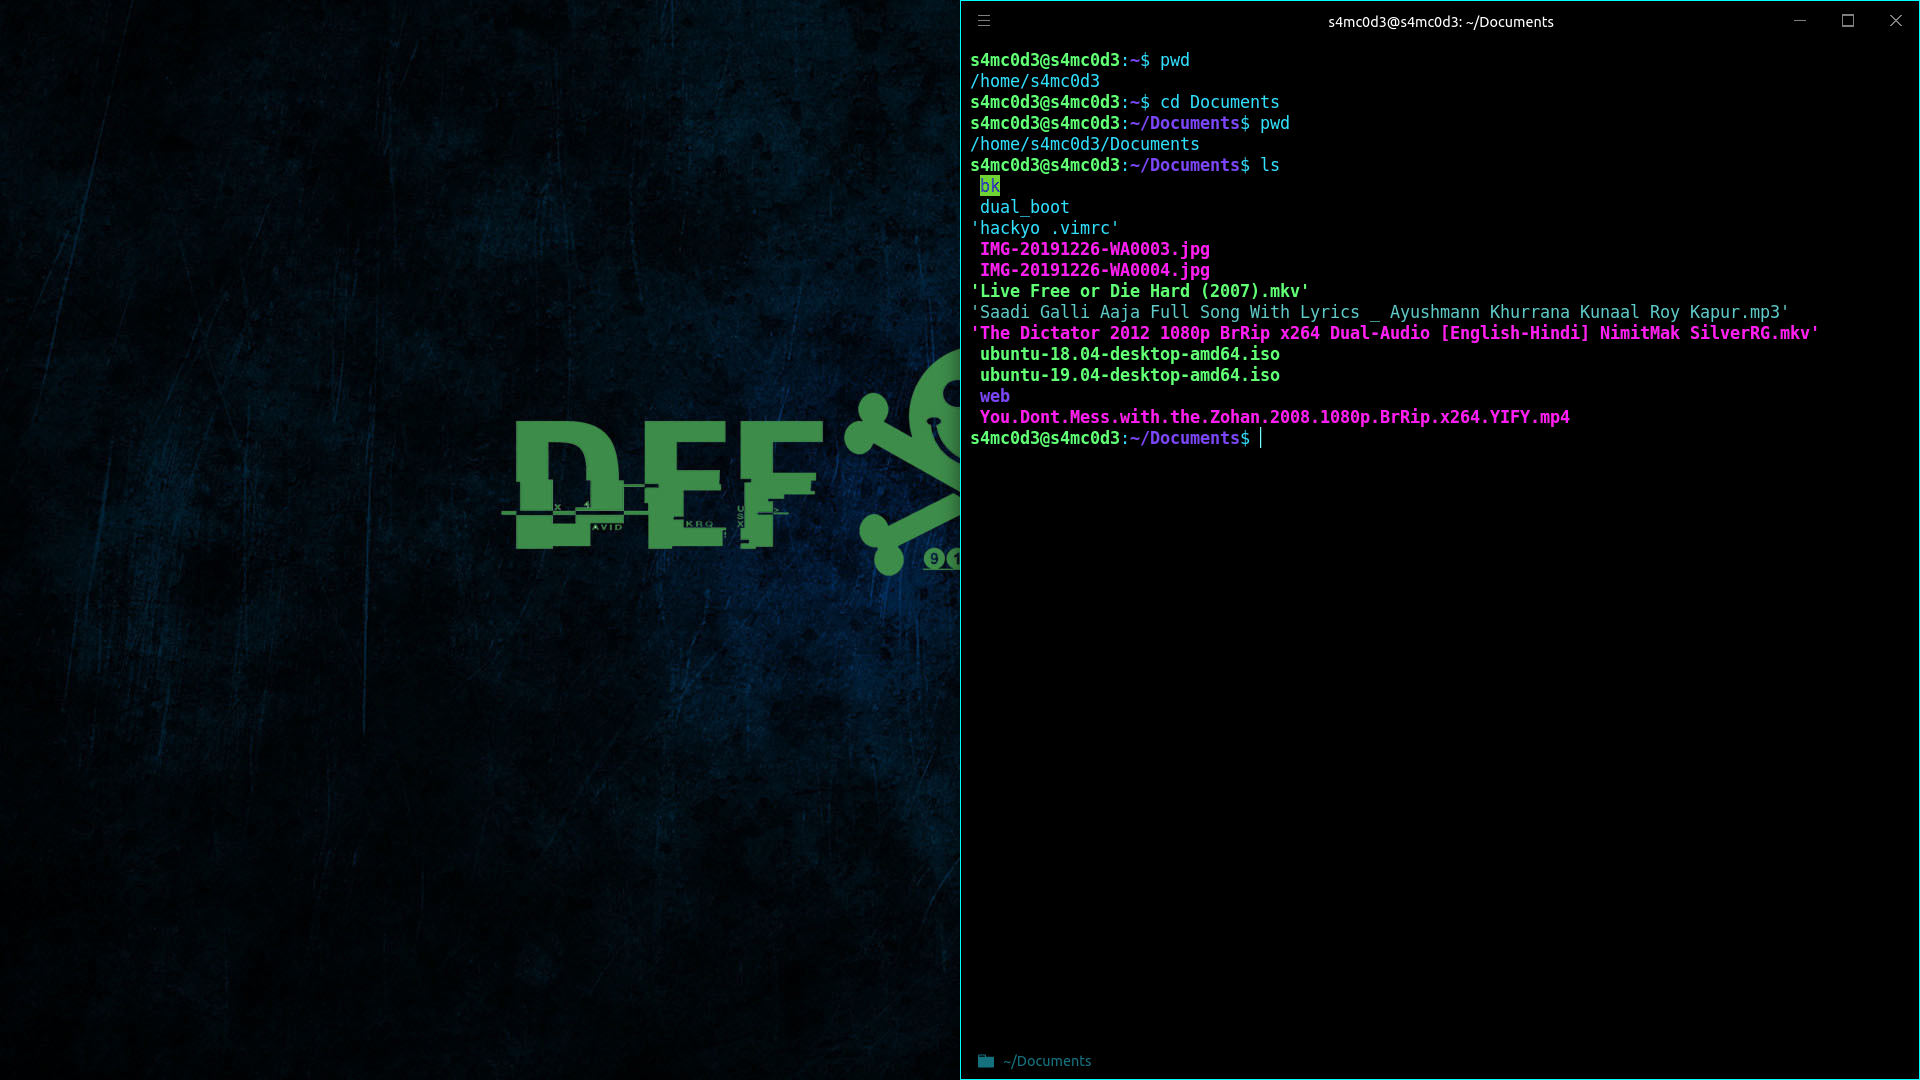 DEF
AVID
KRQ
USX
9
s4mc0d3@s4mc0d3: ~/Documents
s4mc0d3@s4mc0d3:~$ pwd
/home/s4mc0d3
s4mc0d3@s4mc0d3:~$ cd Documents
s4mc0d3@s4mc0d3:~/Documents$ pwd
/home/s4mc0d3/Documents
s4mc0d3@s4mc0d3:~/Documents$ ls
bk
dual_boot
'hackyo .vimrc'
IMG-20191226-WA0003.jpg
IMG-20191226-WA0004.jpg
'Live Free or Die Hard (2007).mkv'
'Saadi Galli Aaja Full Song With Lyrics _ Ayushmann Khurrana Kunaal Roy Kapur.mp3'
'The Dictator 2012 1080p BrRip x264 Dual-Audio [English-Hindi] NimitMak SilverRG.mkv'
ubuntu-18.04-desktop-amd64.iso
ubuntu-19.04-desktop-amd64.iso
web
You.Dont.Mess.with.the.Zohan.2008.1080p.BrRip.x264.YIFY.mp4
s4mc0d3@s4mc0d3:~/Documents$
~/Documents